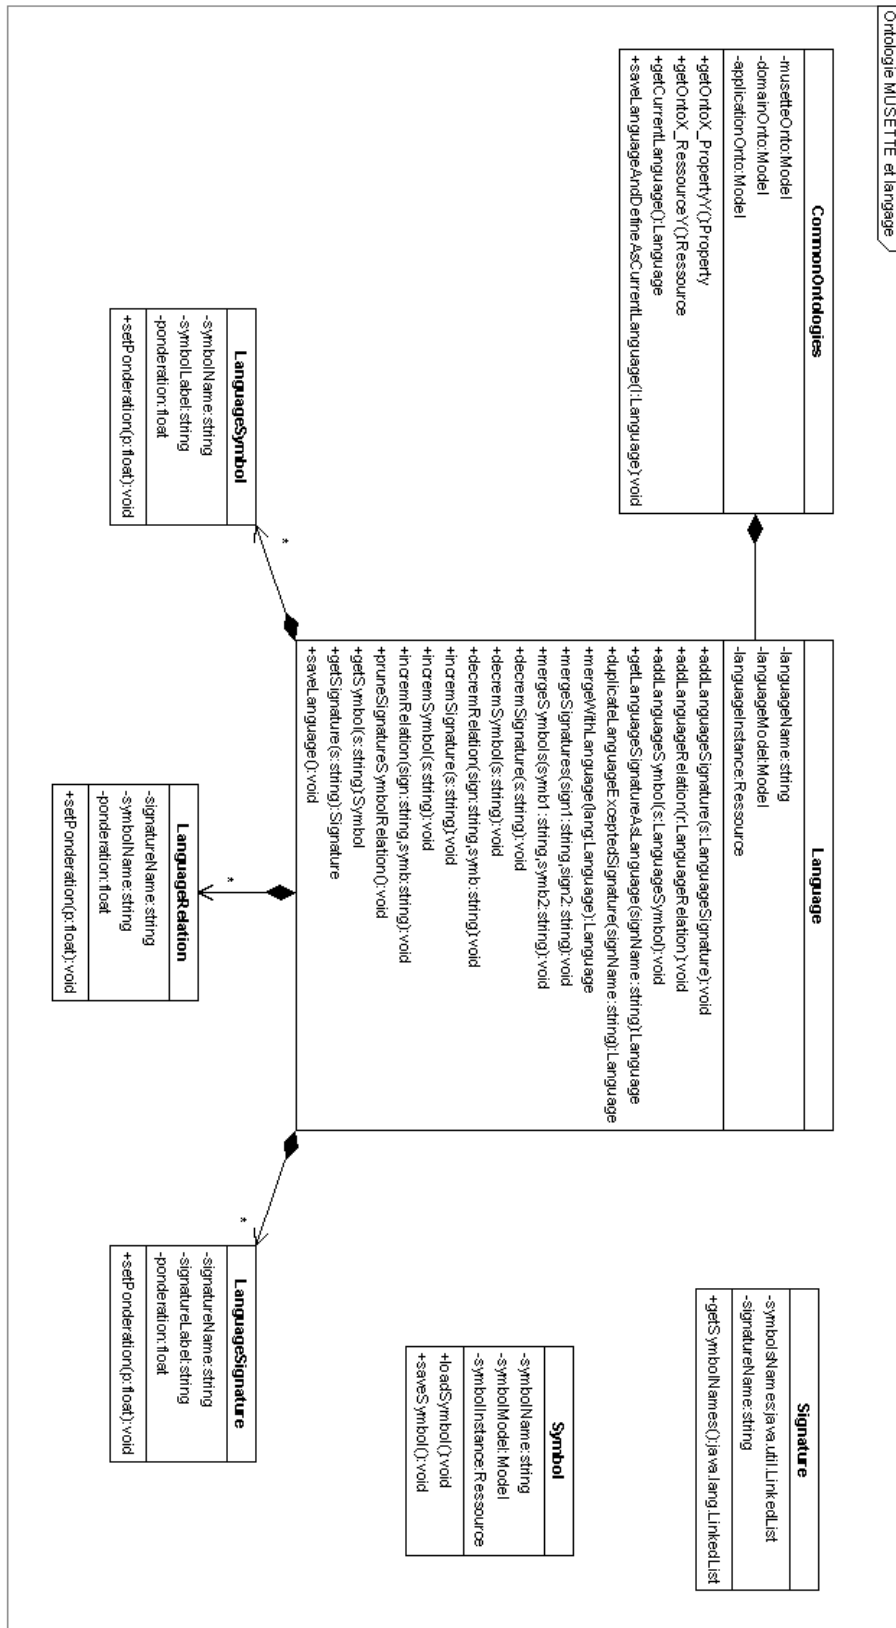 Ontologie MUSETTE et langage
CommonOntologies
-musetteOnto:Model
-domainOnto:Model
-applicationOnto:Model
+getOntoX_PropertyY():Property
+getOntoX_RessourceY():Ressource
+getCurrentLanguage():Language
+saveLanguageAndDefineAsCurrentLanguage(l:Language):void
Language
-languageName:string
-languageModel:Model
-languageInstance:Ressource
+addLanguageSignature(s:LanguageSignature):void
+addLanguageRelation(r:LanguageRelation):void
+addLanguageSymbol(s:LanguageSymbol):void
+getLanguageSignatureAsLanguage(signName:string):Language
+duplicateLanguageExceptedSignature(signName:string):Language
+mergeWithLanguage(lang:Language):Language
+mergeSignatures(sign1:string,sign2:string):void
+mergeSymbols(symb1:string,symb2:string):void
+decremSignature(s:string):void
+decremSymbol(s:string):void
+decremRelation(sign:string,symb:string):void
+incremSignature(s:string):void
+incremSymbol(s:string):void
+incremRelation(sign:string,symb:string):void
+pruneSignatureSymbolRelation():void
+getSymbol(s:string):Symbol
+getSignature(s:string):Signature
+saveLanguage():void
Signature
-symbolsNames:java.util.LinkedList
-signatureName:string
+getSymbolNames():java.lang.LinkedList
Symbol
-symbolName:string
-symbolModel:Model
-symbolInstance:Ressource
+loadSymbol():void
+saveSymbol():void
*
*
*
LanguageSymbol
-symbolName:string
-symbolLabel:string
-ponderation:float
+setPonderation(p:float):void
LanguageRelation
-signatureName:string
-symbolName:string
-ponderation:float
+setPonderation(p:float):void
LanguageSignature
-signatureName:string
-signatureLabel:string
-ponderation:float
+setPonderation(p:float):void